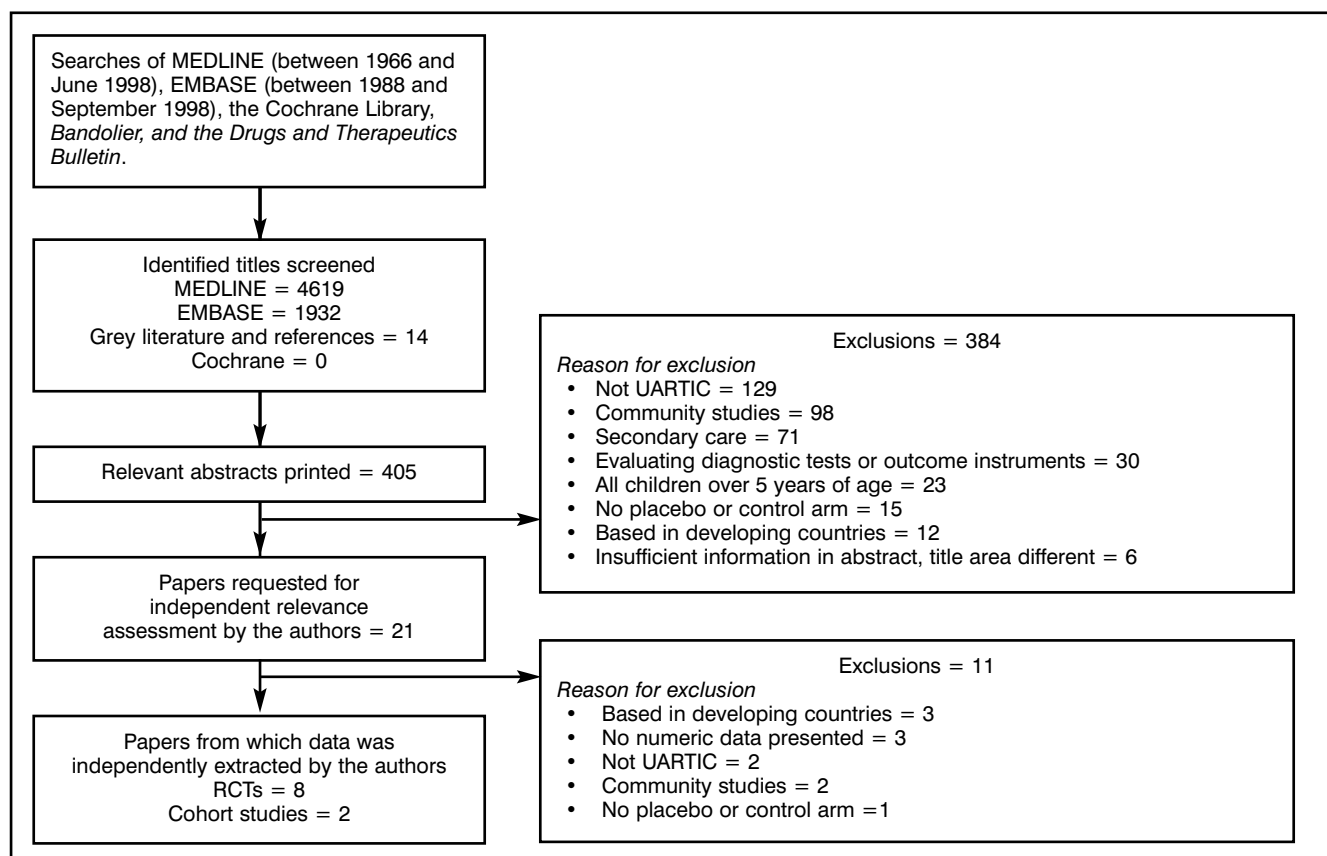 Searches of MEDLINE (between 1966 and
June 1998), EMBASE (between 1988 and
September 1998), the Cochrane Library,
Bandolier, and the Drugs and Therapeutics
Bulletin.
Identified titles screened
MEDLINE = 4619
EMBASE = 1932
Grey literature and references = 14
Cochrane = 0
Relevant abstracts printed = 405
Exclusions = 384
Reason for exclusion
• Not UARTIC = 129
• Community studies = 98
• Secondary care = 71
• Evaluating diagnostic tests or outcome instruments = 30
• All children over 5 years of age = 23
• No placebo or control arm = 15
• Based in developing countries = 12
• Insufficient information in abstract, title area different = 6
Papers requested for
independent relevance
assessment by the authors = 21
Exclusions = 11
Reason for exclusion
• Based in developing countries = 3
• No numeric data presented = 3
• Not UARTIC = 2
• Community studies = 2
• No placebo or control arm =1
Papers from which data was
independently extracted by the authors
RCTs = 8
Cohort studies = 2